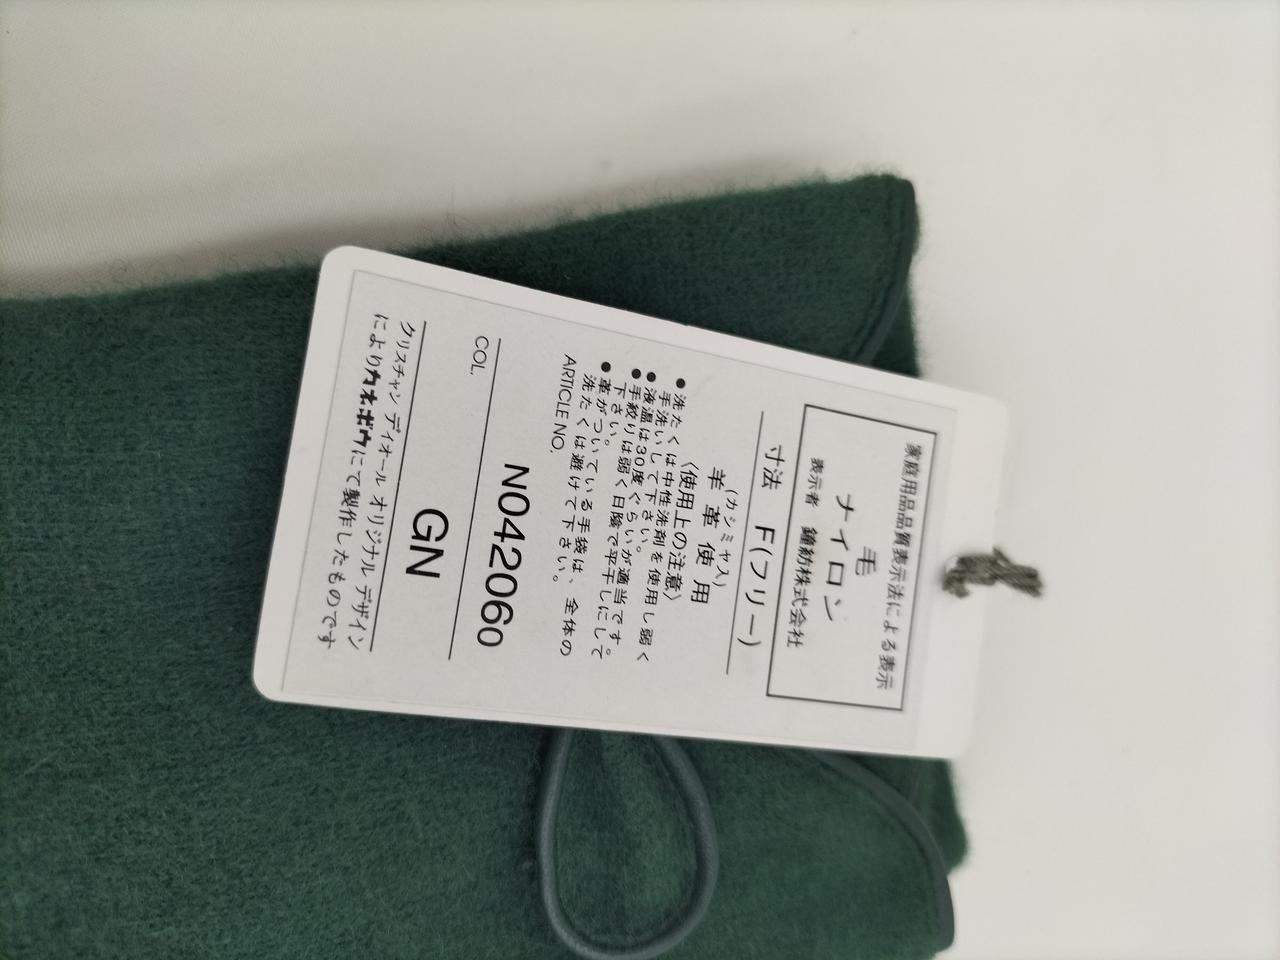 家庭用品品質表示法による表示
毛
ナイロン
表示者 鐘紡株式会社
寸法 F(フリー)
(カシミヤ入)
羊革使用
〈使用上の注意〉
●洗たくは中性洗剤を使用し弱く
手洗いして下さい。
●液温は30度ぐらいが適当です。
●手絞りは弱く日陰で平干しにして
下さい。
●革がついている手袋は、全体の
洗たくは避けて下さい。
ARTICLE NO.
N042060
COL.
GN
クリスチャン ディオール オリジナル デザイン
によりカネボウにて製作したものです